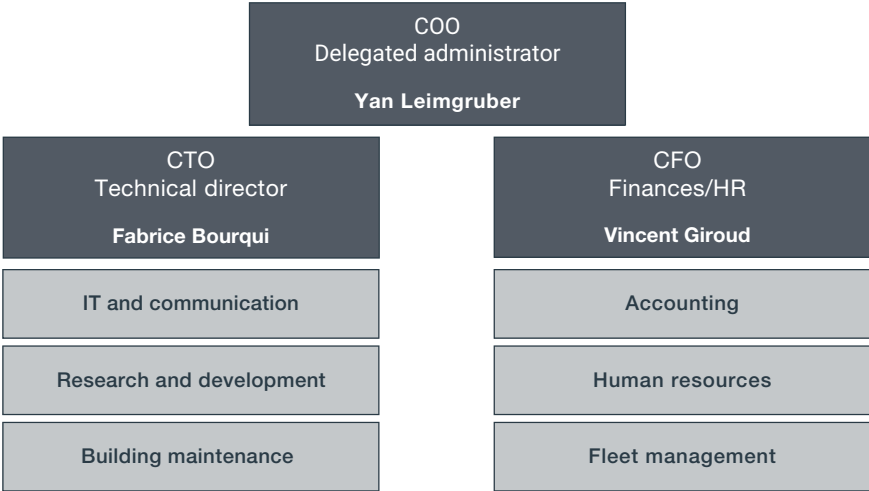 COO
Delegated administrator
Yan Leimgruber
CTO
Technical director
Fabrice Bourqui
CFO
Finances/HR
Vincent Giroud
IT and communication
Research and development
Building maintenance
Accounting
Human resources
Fleet management